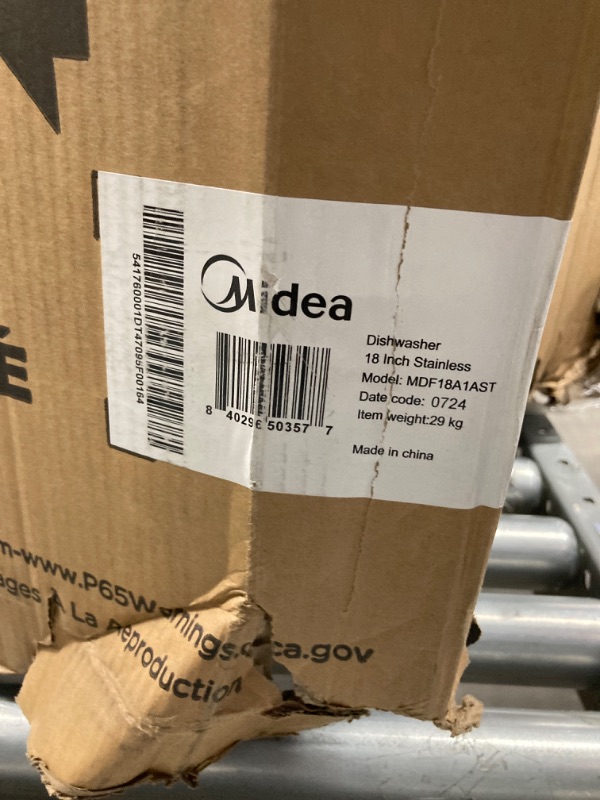 Midea
541760001DT47095F00164
8 40296 50357 7
Dishwasher
18 Inch Stainless
Model: MDF18A1AST
Date code: 0724
Item weight:29 kg
Made in china
-www.P65Warnings.ca.gov
À La Reproduction